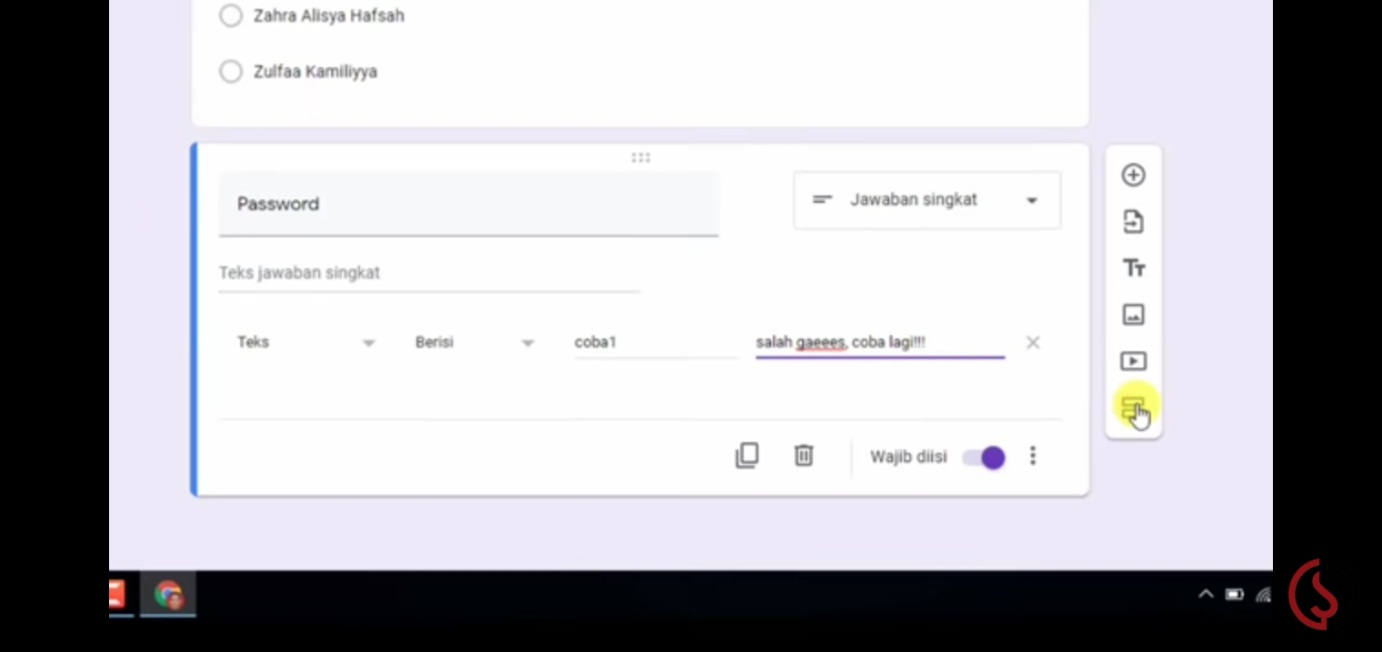 Zahra Alisya Hafsah
Zulfaa Kamiliyya
Password
Jawaban singkat
Teks jawaban singkat
Teks
Berisi
coba1
salah gaeees, coba lagi!!!
Wajib diisi